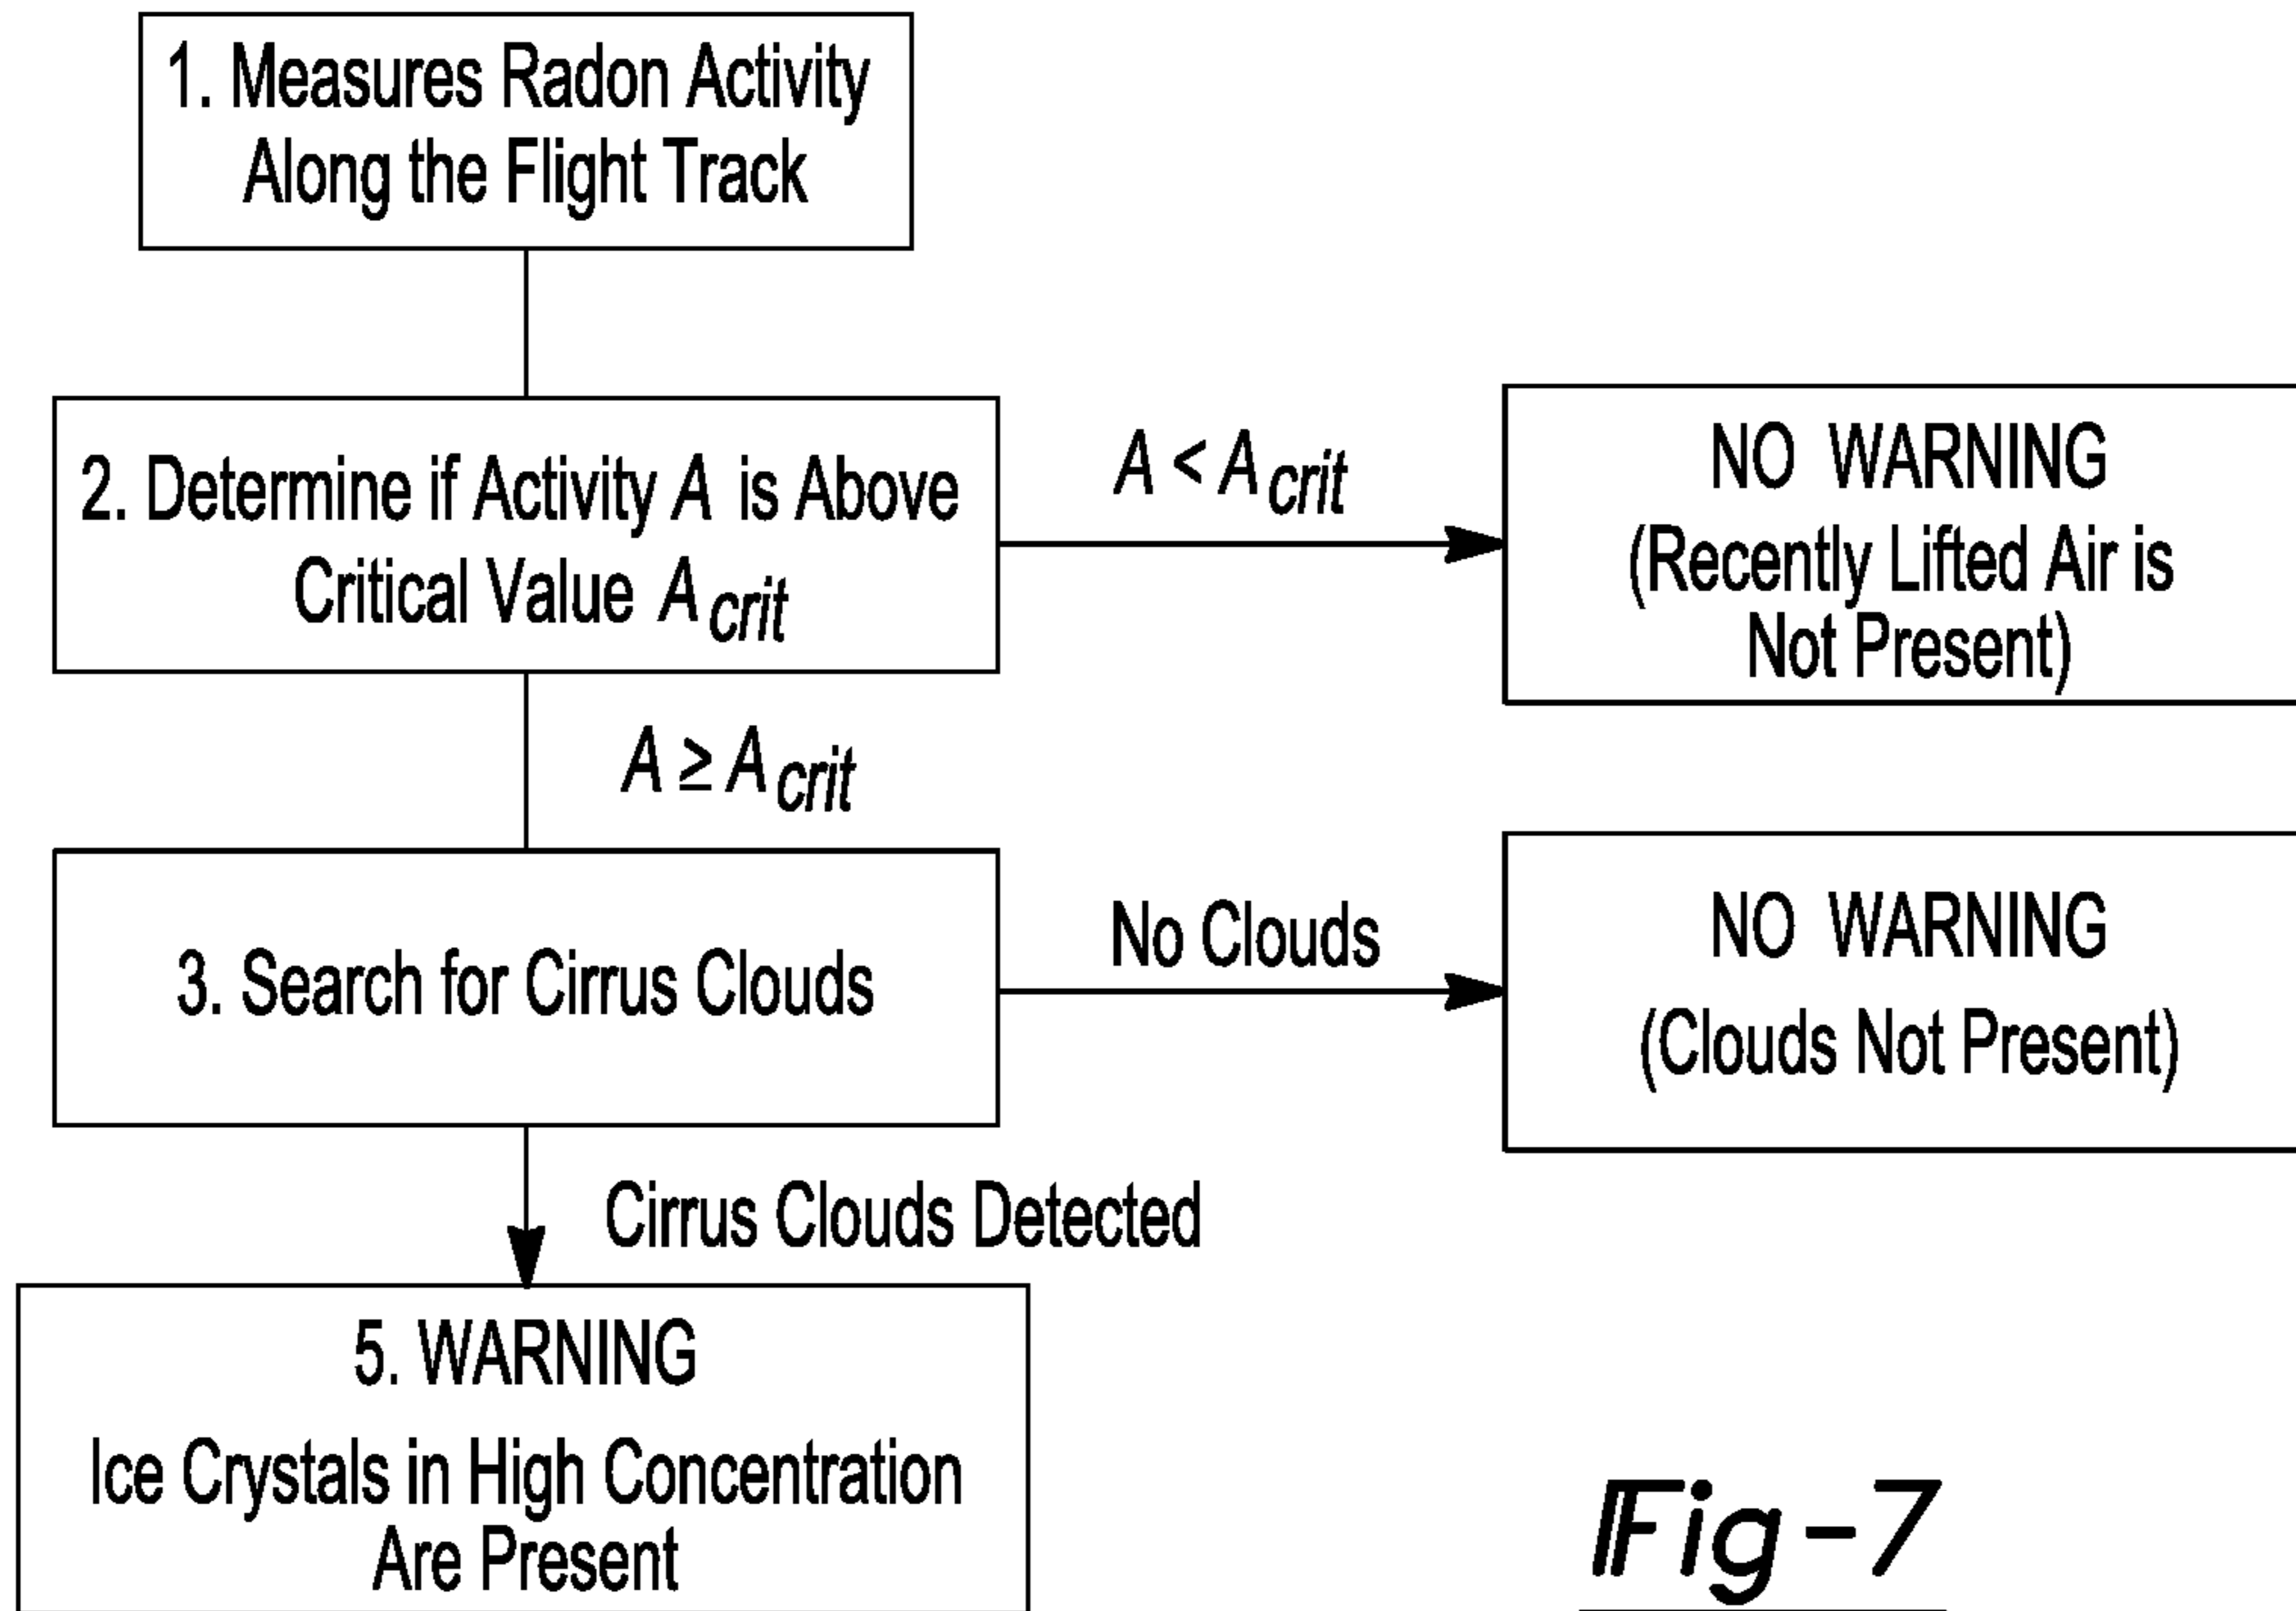 1. Measures Radon Activity
Along the Flight Track
2. Determine if Activity A is Above
Critical Value A crit
A < A crit
NO WARNING
(Recently Lifted Air is
Not Present)
A ≥ A crit
3. Search for Cirrus Clouds
No Clouds
NO WARNING
(Clouds Not Present)
Cirrus Clouds Detected
5. WARNING
Ice Crystals in High Concentration
Are Present
Fig-7